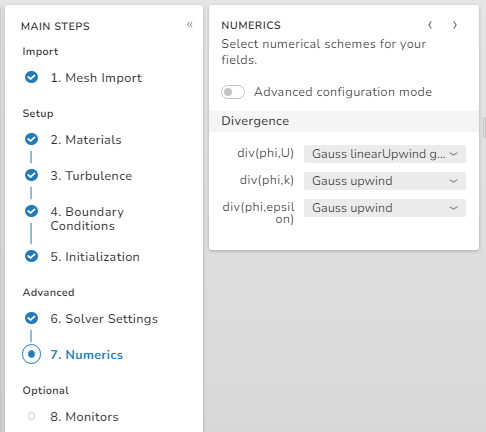 MAIN STEPS
«
Import
1. Mesh Import
Setup
2. Materials
3. Turbulence
4. Boundary
Conditions
5. Initialization
Advanced
6. Solver Settings
7. Numerics
Optional
8. Monitors
NUMERICS
Select numerical schemes for your
fields.
Advanced configuration mode
Divergence
div(phi,U) Gauss linearUpwind g...
div(phi,k) Gauss upwind
div(phi,epsil
on) Gauss upwind